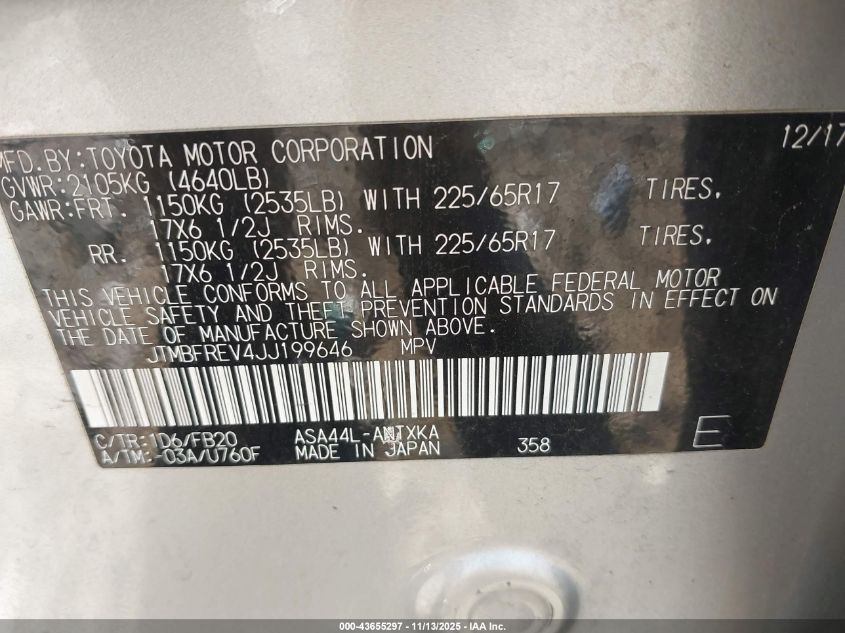 MFD.BY:TOYOTA MOTOR CORPORATION 12/17
GVWR:2105KG (4640LB)
GAWR:FRT. 1150KG (2535LB) WITH 225/65R17 TIRES.
17X6 1/2J RIMS.
RR. 1150KG (2535LB) WITH 225/65R17 TIRES.
17X6 1/2J RIMS.
THIS VEHICLE CONFORMS TO ALL APPLICABLE FEDERAL MOTOR
VEHICLE SAFETY AND THEFT PREVENTION STANDARDS IN EFFECT ON
THE DATE OF MANUFACTURE SHOWN ABOVE.
JTMBFREV4JJ199646 MPV
C/TR:1D6/FB20 ASA44L-ANTXKA 358 E
A/TM:-03A/U760F MADE IN JAPAN
000-43655297 - 11/13/2025 - IAA Inc.